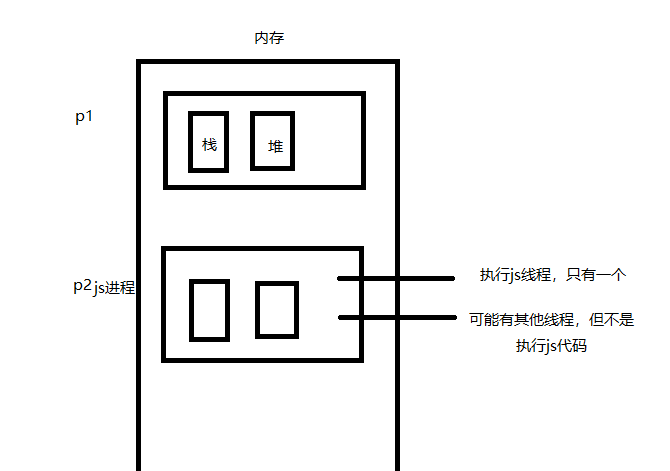 内存
p1
栈
堆
p2js进程
执行js线程，只有一个
可能有其他线程，但不是
执行js代码